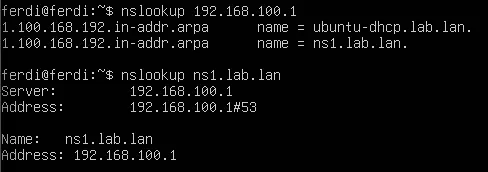 ferdi@ferdi:~$ nslookup 192.168.100.1
1.100.168.192.in-addr.arpa      name = ubuntu-dhcp.lab.lan.
1.100.168.192.in-addr.arpa      name = ns1.lab.lan.
ferdi@ferdi:~$ nslookup ns1.lab.lan
Server:         192.168.100.1
Address:        192.168.100.1#53
Name:   ns1.lab.lan
Address: 192.168.100.1